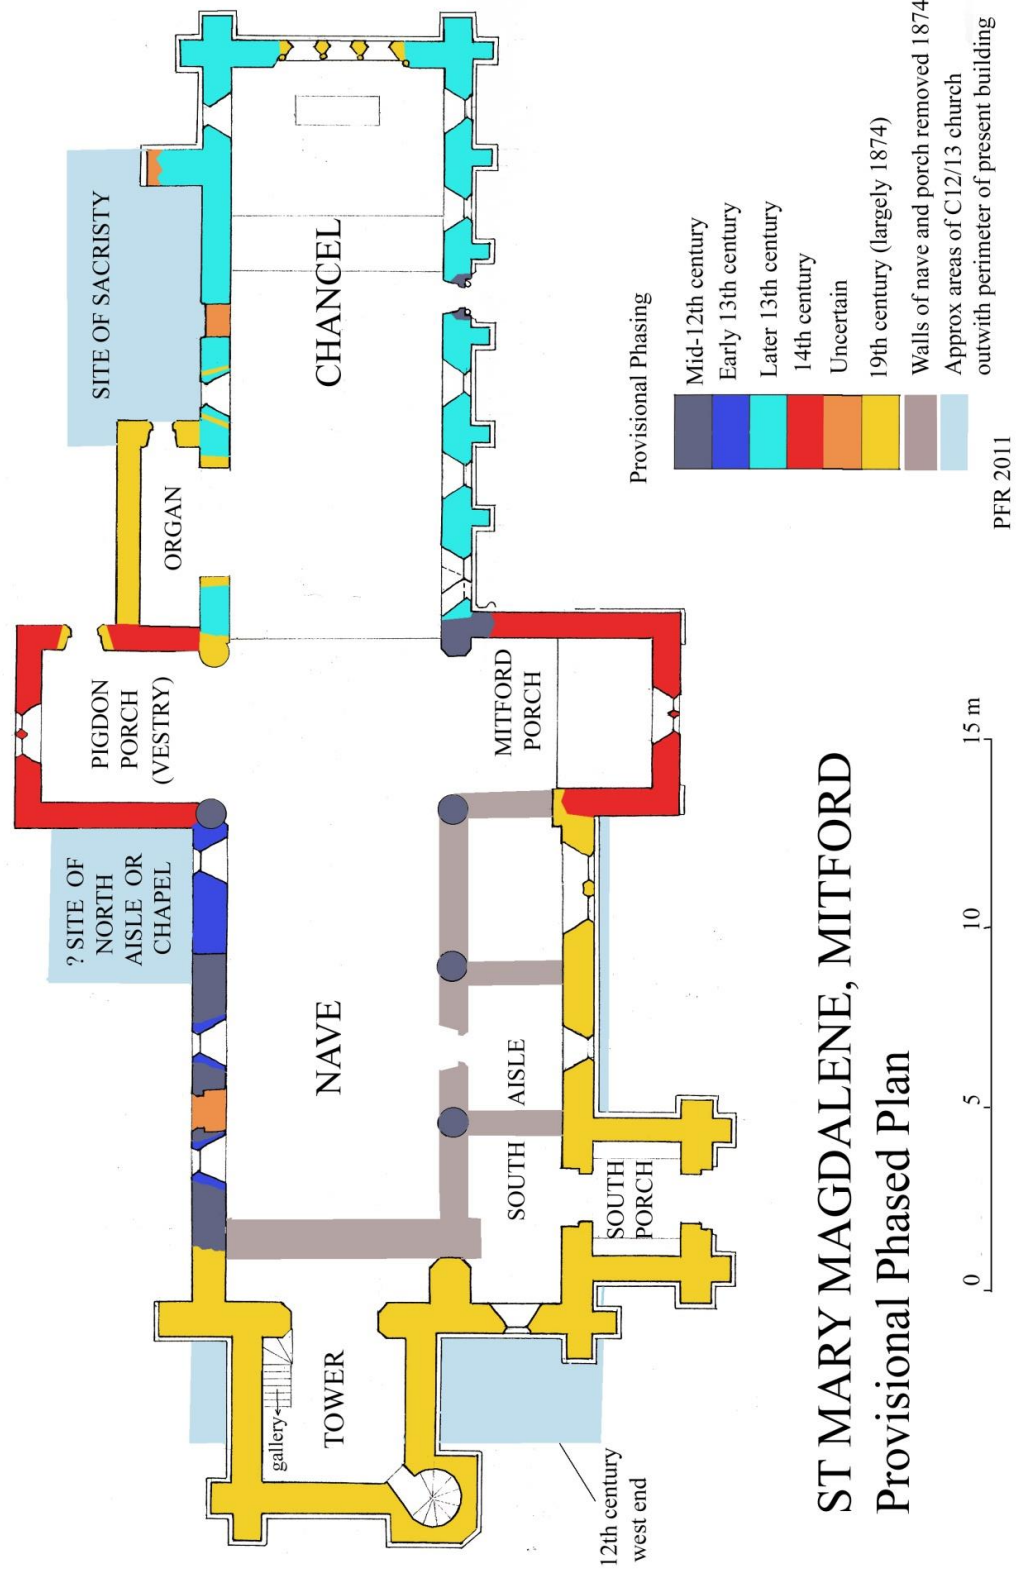 SITE OF SACRISTY
CHANCEL
ORGAN
PIGDON
PORCH
(VESTRY)
MITFORD
PORCH
? SITE OF
NORTH
AISLE OR
CHAPEL
NAVE
SOUTH AISLE
SOUTH
PORCH
TOWER
gallery
12th century
west end
Provisional Phasing
Mid-12th century
Early 13th century
Later 13th century
14th century
Uncertain
19th century (largely 1874)
Walls of nave and porch removed 1874
Approx areas of C12/13 church
outwith perimeter of present building
PFR 2011
0 5 10 15 m
ST MARY MAGDALENE, MITFORD
Provisional Phased Plan